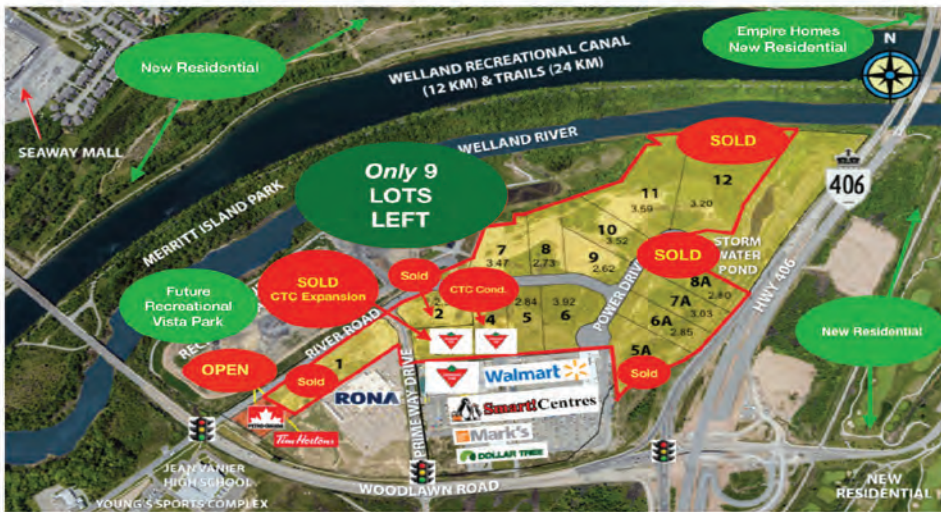 Empire Homes
New Residential
N
New Residential
WELLAND RECREATIONAL CANAL
(12 KM) & TRAILS (24 KM)
SEAWAY MALL
WELLAND RIVER
SOLD
406
Only 9
LOTS
LEFT
MERRITT ISLAND PARK
11
3.59
12
3.20
10
3.52
7
3.47
8
2.73
9
2.62
SOLD
STORM
WATER
POND
HWY 406
Sold
SOLD
CTC Expansion
CTC Cond.
Future
Recreational
Vista Park
RIVER ROAD
2
4
2.84
5
3.92
6
POWER DRIVE
8A
2.80
7A
3.03
6A
2.85
5A
Sold
New Residential
OPEN
Sold
1
RONA
PRIME WAY DRIVE
Walmart
SmartCentres
Mark's
DOLLAR TREE
PETRO-CANADA
Tim Hortons
JEAN VANIER
HIGH SCHOOL
YOUNG'S SPORTS COMPLEX
WOODLAWN ROAD
NEW
RESIDENTIAL